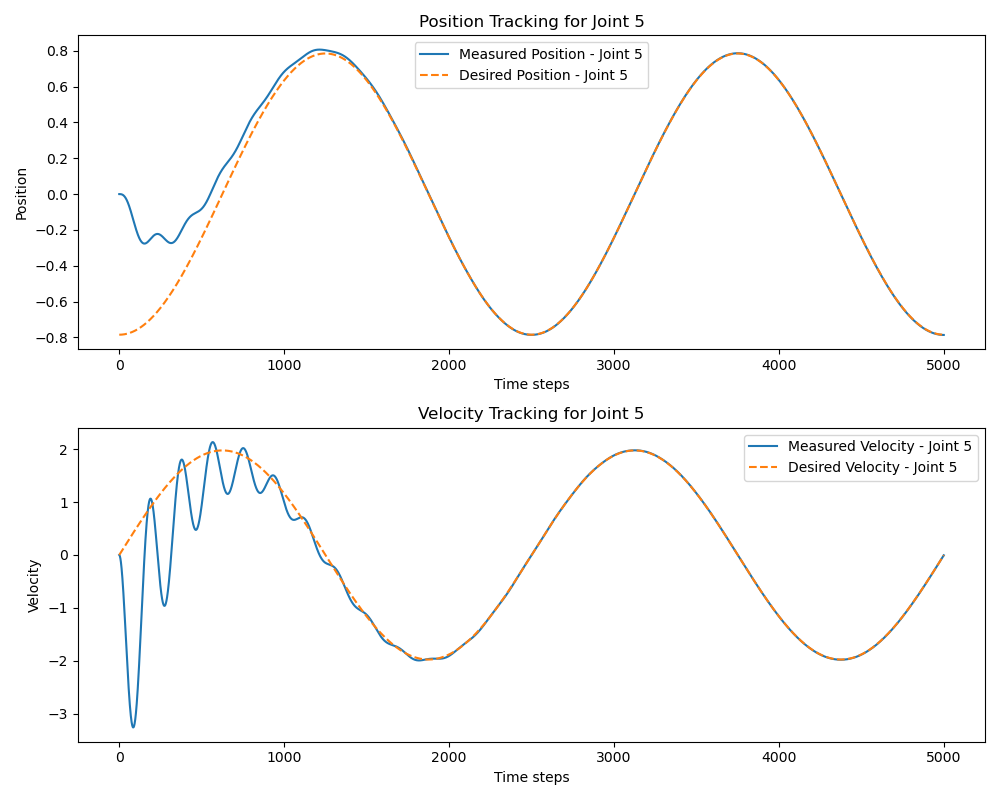 Position Tracking for Joint 5
Measured Position - Joint 5
Desired Position - Joint 5
Position
0.8
0.6
0.4
0.2
0.0
−0.2
−0.4
−0.6
−0.8
0 1000 2000 3000 4000 5000
Time steps
Velocity Tracking for Joint 5
Measured Velocity - Joint 5
Desired Velocity - Joint 5
Velocity
2
1
0
−1
−2
−3
0 1000 2000 3000 4000 5000
Time steps